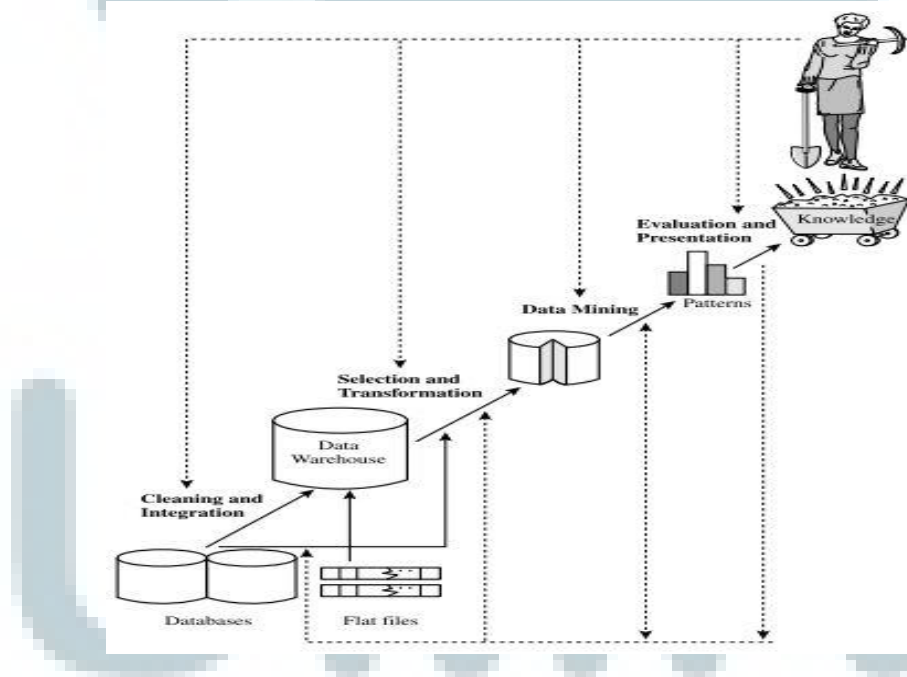 Knowledge
Evaluation and
Presentation
Patterns
Data Mining
Selection and
Transformation
Data
Warehouse
Cleaning and
Integration
Databases
Flat files